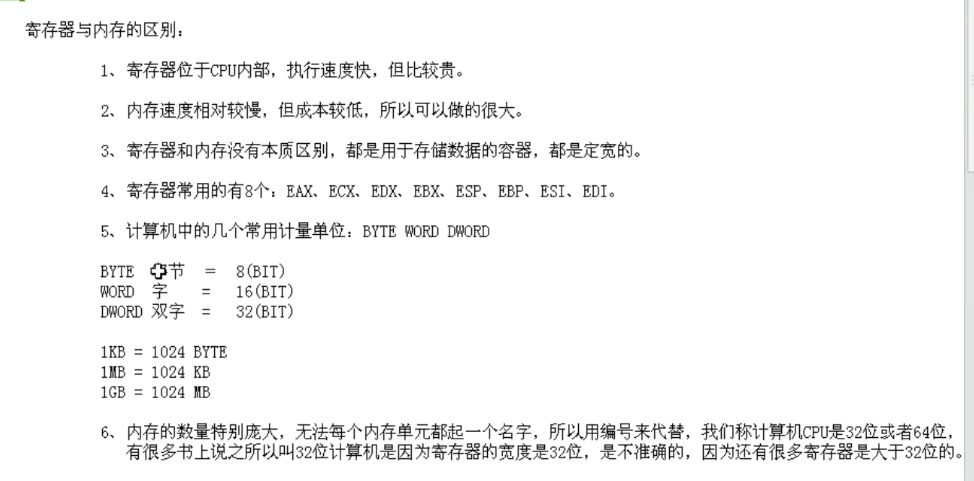 寄存器与内存的区别：
1、寄存器位于CPU内部，执行速度快，但比较贵。
2、内存速度相对较慢，但成本较低，所以可以做的很大。
3、寄存器和内存没有本质区别，都是用于存储数据的容器，都是定宽的。
4、寄存器常用的有8个：EAX、ECX、EDX、EBX、ESP、EBP、ESI、EDI。
5、计算机中的几个常用计量单位：BYTE WORD DWORD
BYTE 字节 = 8(BIT)
WORD 字 = 16(BIT)
DWORD 双字 = 32(BIT)
1KB = 1024 BYTE
1MB = 1024 KB
1GB = 1024 MB
6、内存的数量特别庞大，无法每个内存单元都起一个名字，所以用编号来代替，我们称计算机CPU是32位或者64位，
有很多书上说之所以叫32位计算机是因为寄存器的宽度是32位，是不准确的，因为还有很多寄存器是大于32位的。